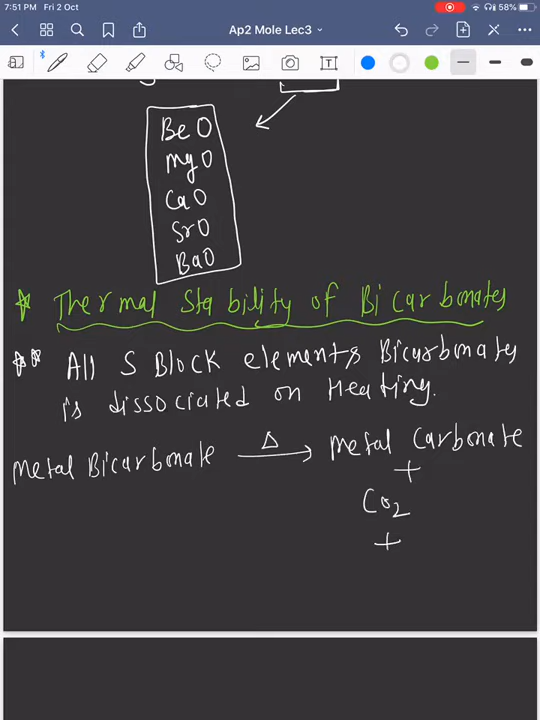 7:51 PM Fri 2 Oct
58%
Ap2 Mole Lec3
T
BeO
MgO
CaO
SrO
BaO
Thermal Stability of Bicarbonates
All S Block elements Bicarbonates
is dissociated on Heating.
Metal Bicarbonate Δ → Metal Carbonate
+
CO2
+